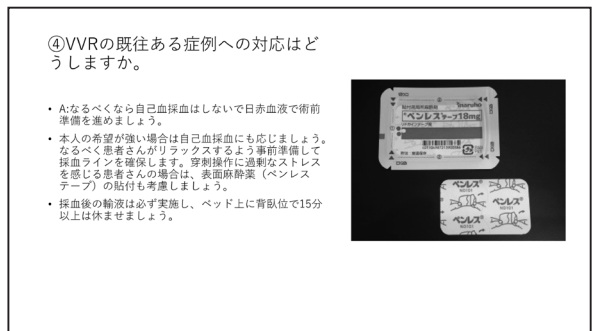 ④VVRの既往ある症例への対応はど
うしますか。
• A:なるべくなら自己血採血はしないで日赤血液で術前
準備を進めましょう。
• 本人の希望が強い場合は自己血採血にも応じましょう。
なるべく患者さんがリラックスするよう事前準備して
採血ラインを確保します。穿刺操作に過剰なストレス
を感じる患者さんの場合は、表面麻酔薬（ペンレス
テープ）の貼付も考慮しましょう。
• 採血後の輸液は必ず実施し、ベッド上に背臥位で15分
以上は休ませましょう。
maruho
ペンレステープ18mg
ペンレス
NS101
ペンレス
NS101
ペンレス
NS101